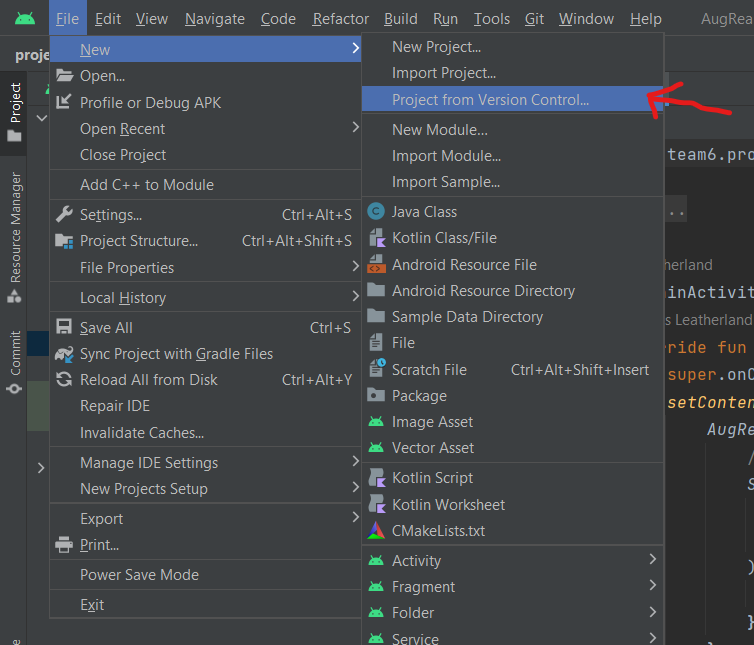 File Edit View Navigate Code Refactor Build Run Tools Git Window Help AugRea
proje
Project
Resource Manager
Commit
New
Open...
Profile or Debug APK
Open Recent
Close Project
Add C++ to Module
Settings... Ctrl+Alt+S
Project Structure... Ctrl+Alt+Shift+S
File Properties
Local History
Save All Ctrl+S
Sync Project with Gradle Files
Reload All from Disk Ctrl+Alt+Y
Repair IDE
Invalidate Caches...
Manage IDE Settings
New Projects Setup
Export
Print...
Power Save Mode
Exit
New Project...
Import Project...
Project from Version Control...
New Module...
Import Module...
Import Sample...
Java Class
Kotlin Class/File
Android Resource File
Android Resource Directory
Sample Data Directory
File
Scratch File Ctrl+Alt+Shift+Insert
Package
Image Asset
Vector Asset
Kotlin Script
Kotlin Worksheet
CMakeLists.txt
Activity
Fragment
Folder
Service
team6.pro
..
herland
inActivit
s Leatherland
ride fun
super.onC
setConten
AugRe
/
S
)
}